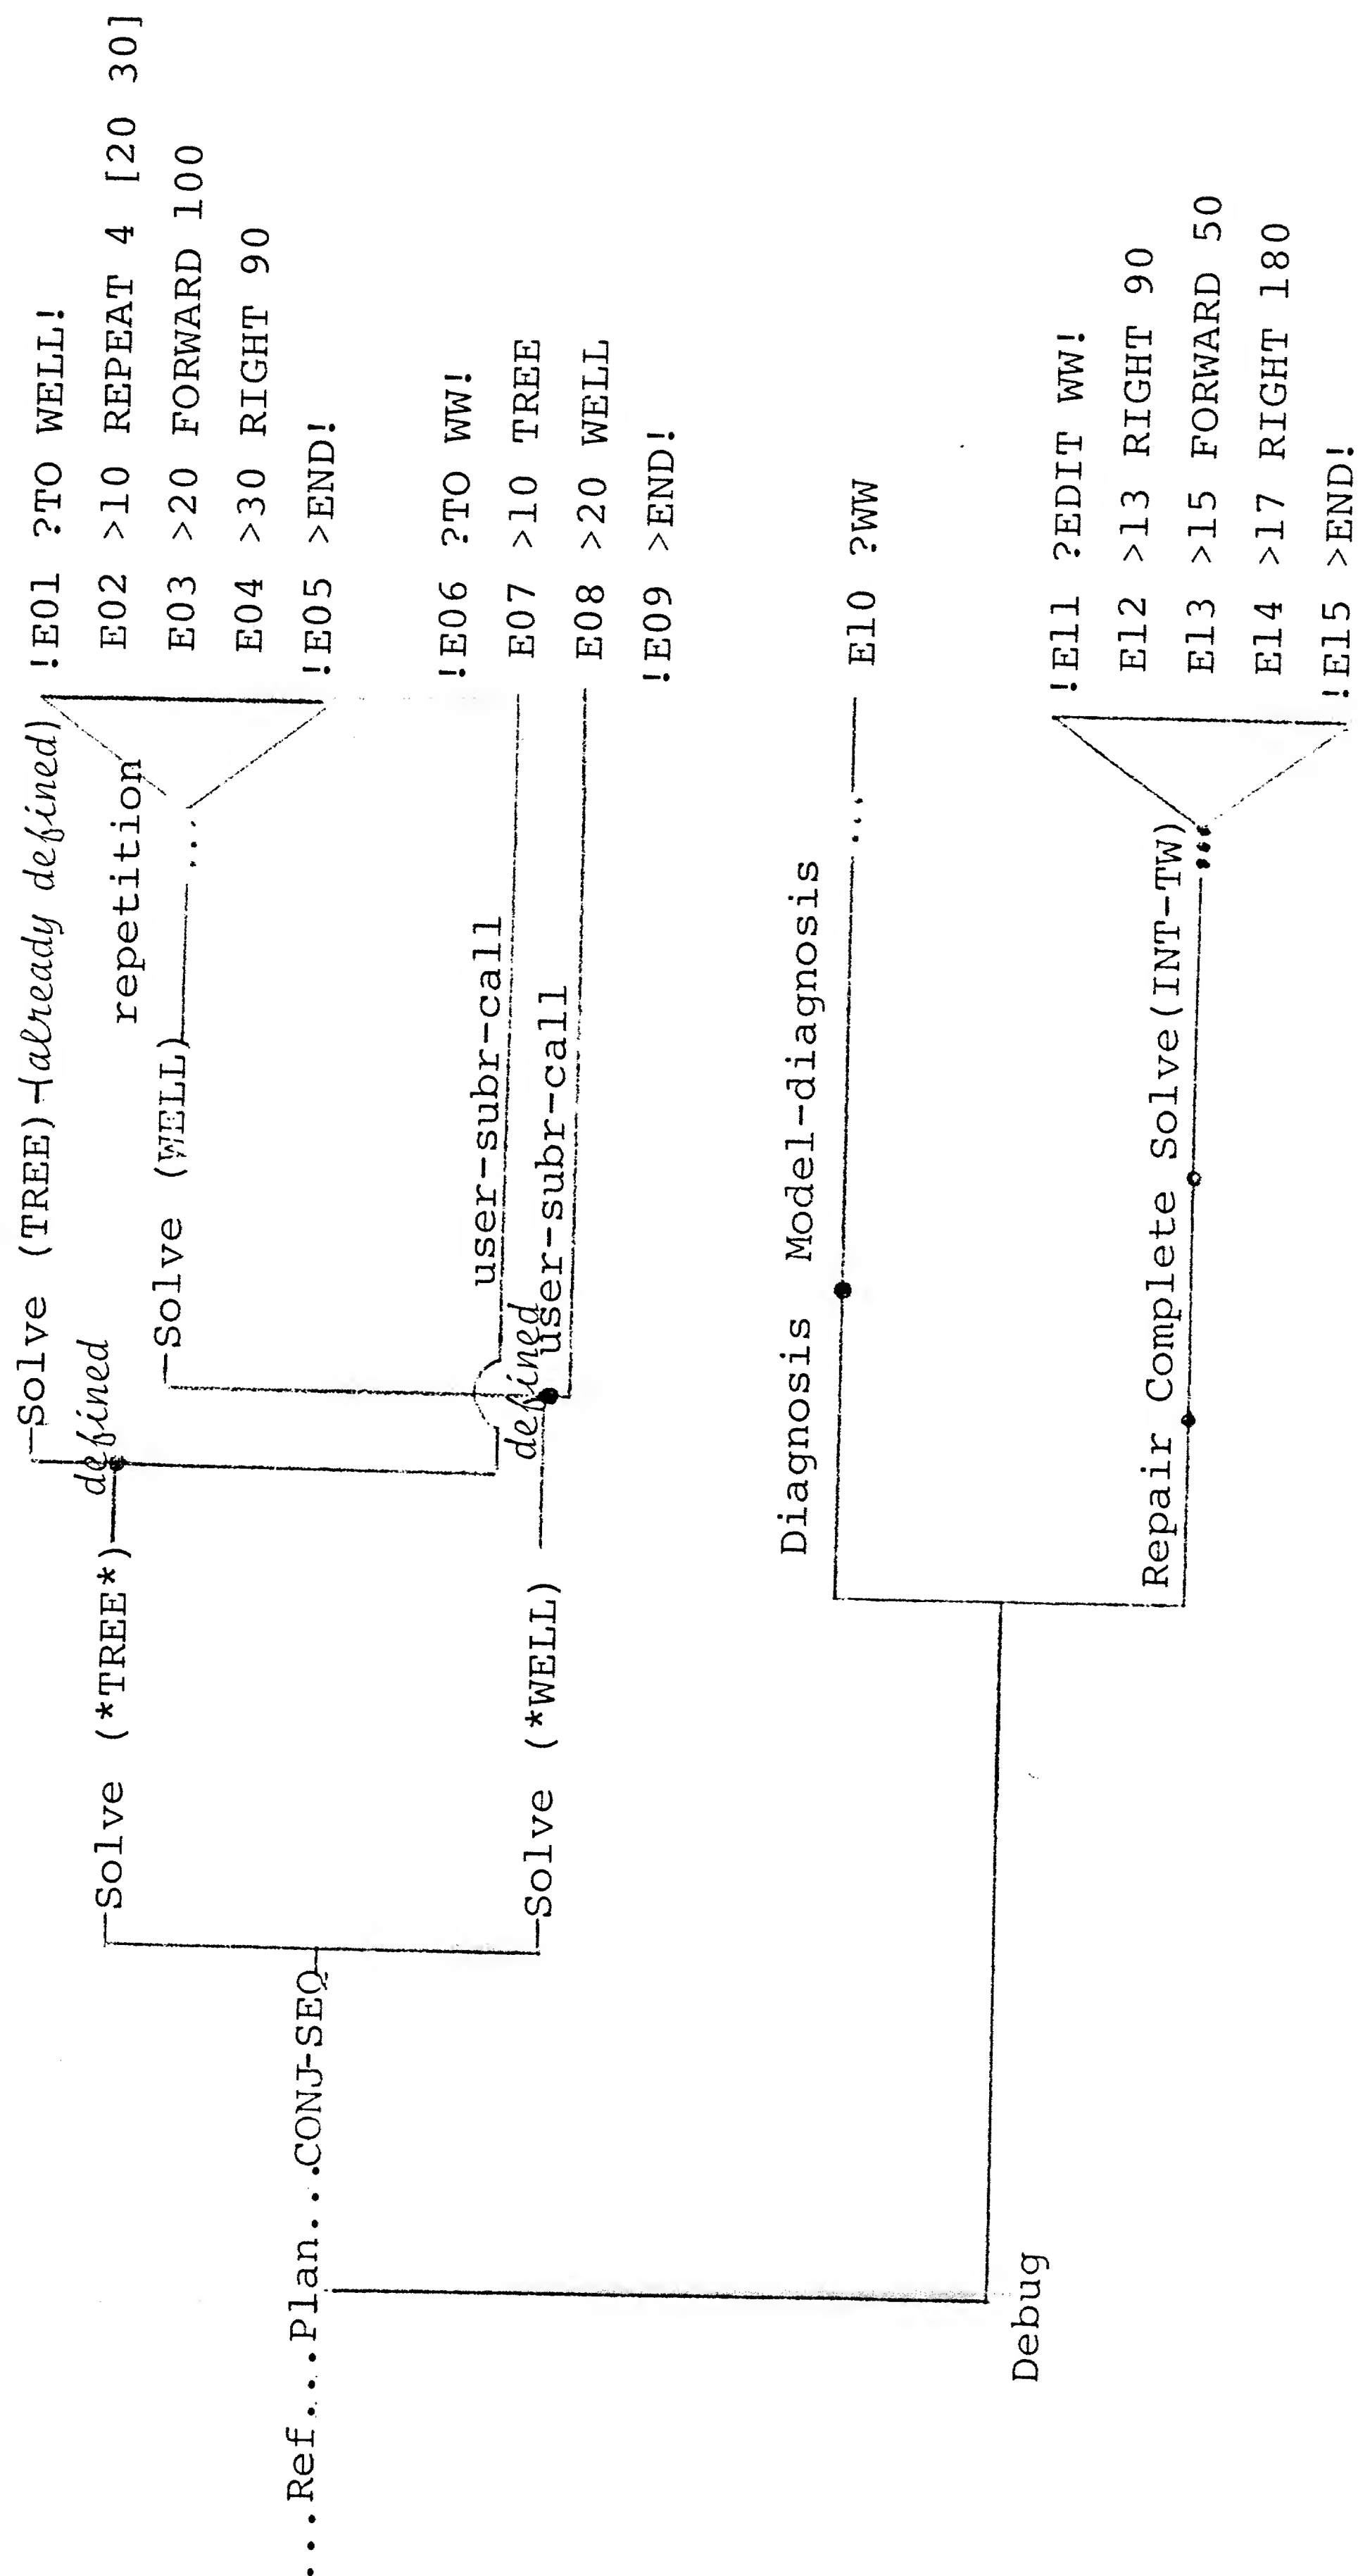 Solve (TREE) (already defined)
!E01 ?TO WELL!
defined
repetition
E02 >10 REPEAT 4 [20 30]
Solve (*TREE*)
Solve (WELL) ...
E03 >20 FORWARD 100
E04 >30 RIGHT 90
!E05 >END!
...Ref...Plan...CONJ-SEQ
!E06 ?TO WW!
user-subr-call
E07 >10 TREE
defined
Solve (*WELL)
user-subr-call
E08 >20 WELL
!E09 >END!
Diagnosis Model-diagnosis
... E10 ?WW
Debug
!E11 ?EDIT WW!
E12 >13 RIGHT 90
Repair Complete Solve(INT-TW)
...
E13 >15 FORWARD 50
E14 >17 RIGHT 180
!E15 >END!